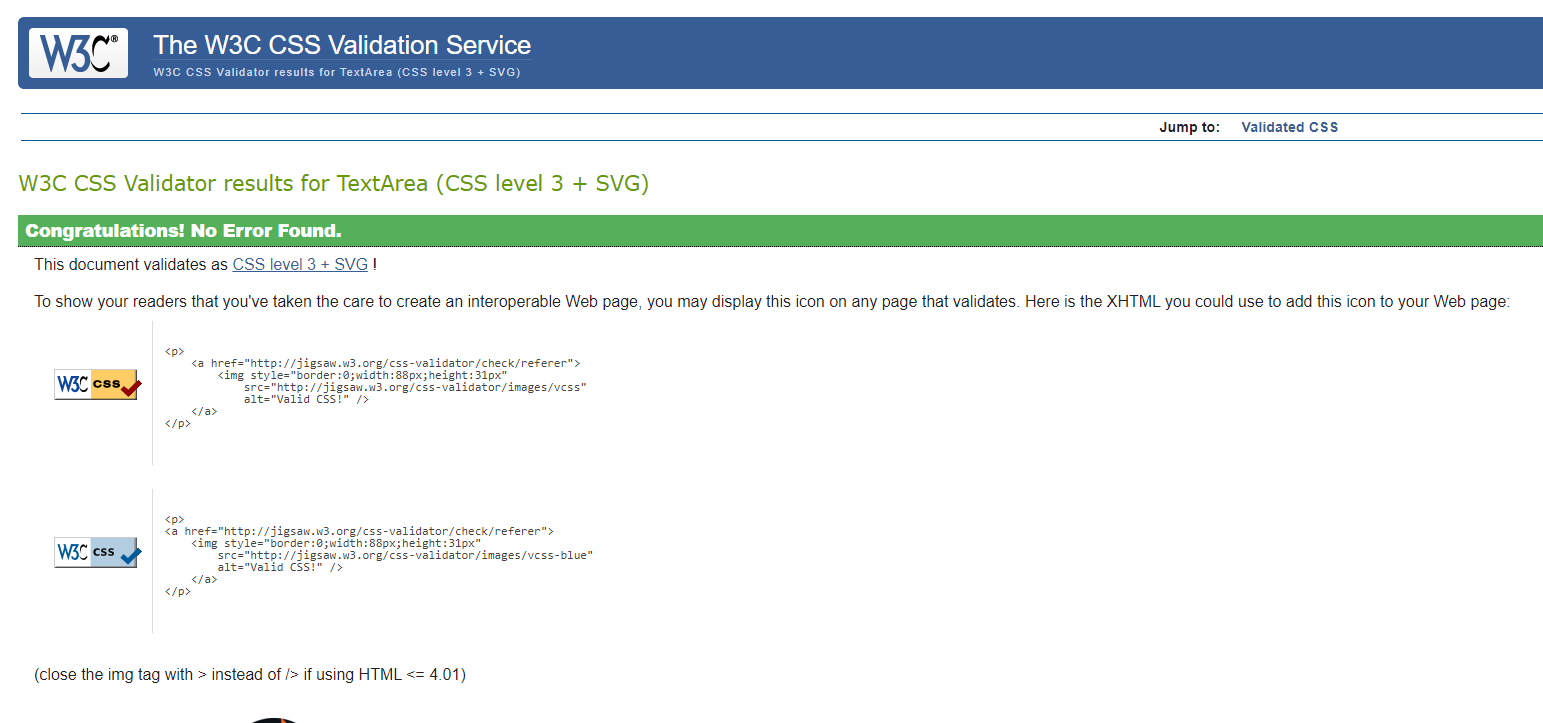 W3C®
The W3C CSS Validation Service
W3C CSS Validator results for TextArea (CSS level 3 + SVG)
Jump to: Validated CSS
W3C CSS Validator results for TextArea (CSS level 3 + SVG)
Congratulations! No Error Found.
This document validates as CSS level 3 + SVG !
To show your readers that you've taken the care to create an interoperable Web page, you may display this icon on any page that validates. Here is the XHTML you could use to add this icon to your Web page:
W3C css
<p>
<a href="http://jigsaw.w3.org/css-validator/check/referer">
<img style="border:0;width:88px;height:31px"
src="http://jigsaw.w3.org/css-validator/images/vcss"
alt="Valid CSS!" />
</a>
</p>
W3C css
<p>
<a href="http://jigsaw.w3.org/css-validator/check/referer">
<img style="border:0;width:88px;height:31px"
src="http://jigsaw.w3.org/css-validator/images/vcss-blue"
alt="Valid CSS!" />
</a>
</p>
(close the img tag with > instead of /> if using HTML <= 4.01)